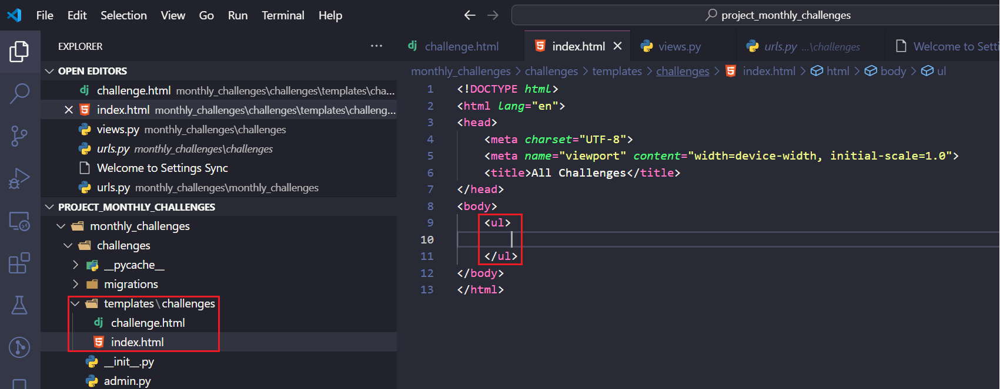 File Edit Selection View Go Run Terminal Help project_monthly_challenges
EXPLORER ...
OPEN EDITORS
challenge.html monthly_challenges\challenges\templates\cha...
index.html monthly_challenges\challenges\templates\challeng...
views.py monthly_challenges\challenges
urls.py monthly_challenges\challenges
Welcome to Settings Sync
urls.py monthly_challenges\monthly_challenges
PROJECT_MONTHLY_CHALLENGES
monthly_challenges
challenges
__pycache__
migrations
templates\challenges
challenge.html
index.html
__init__.py
admin.py
challenge.html index.html views.py urls.py ...\challenges Welcome to Setti
monthly_challenges > challenges > templates > challenges > index.html > html > body > ul
1 <!DOCTYPE html>
2 <html lang="en">
3 <head>
4 <meta charset="UTF-8">
5 <meta name="viewport" content="width=device-width, initial-scale=1.0">
6 <title>All Challenges</title>
7 </head>
8 <body>
9 <ul>
10
11 </ul>
12 </body>
13 </html>